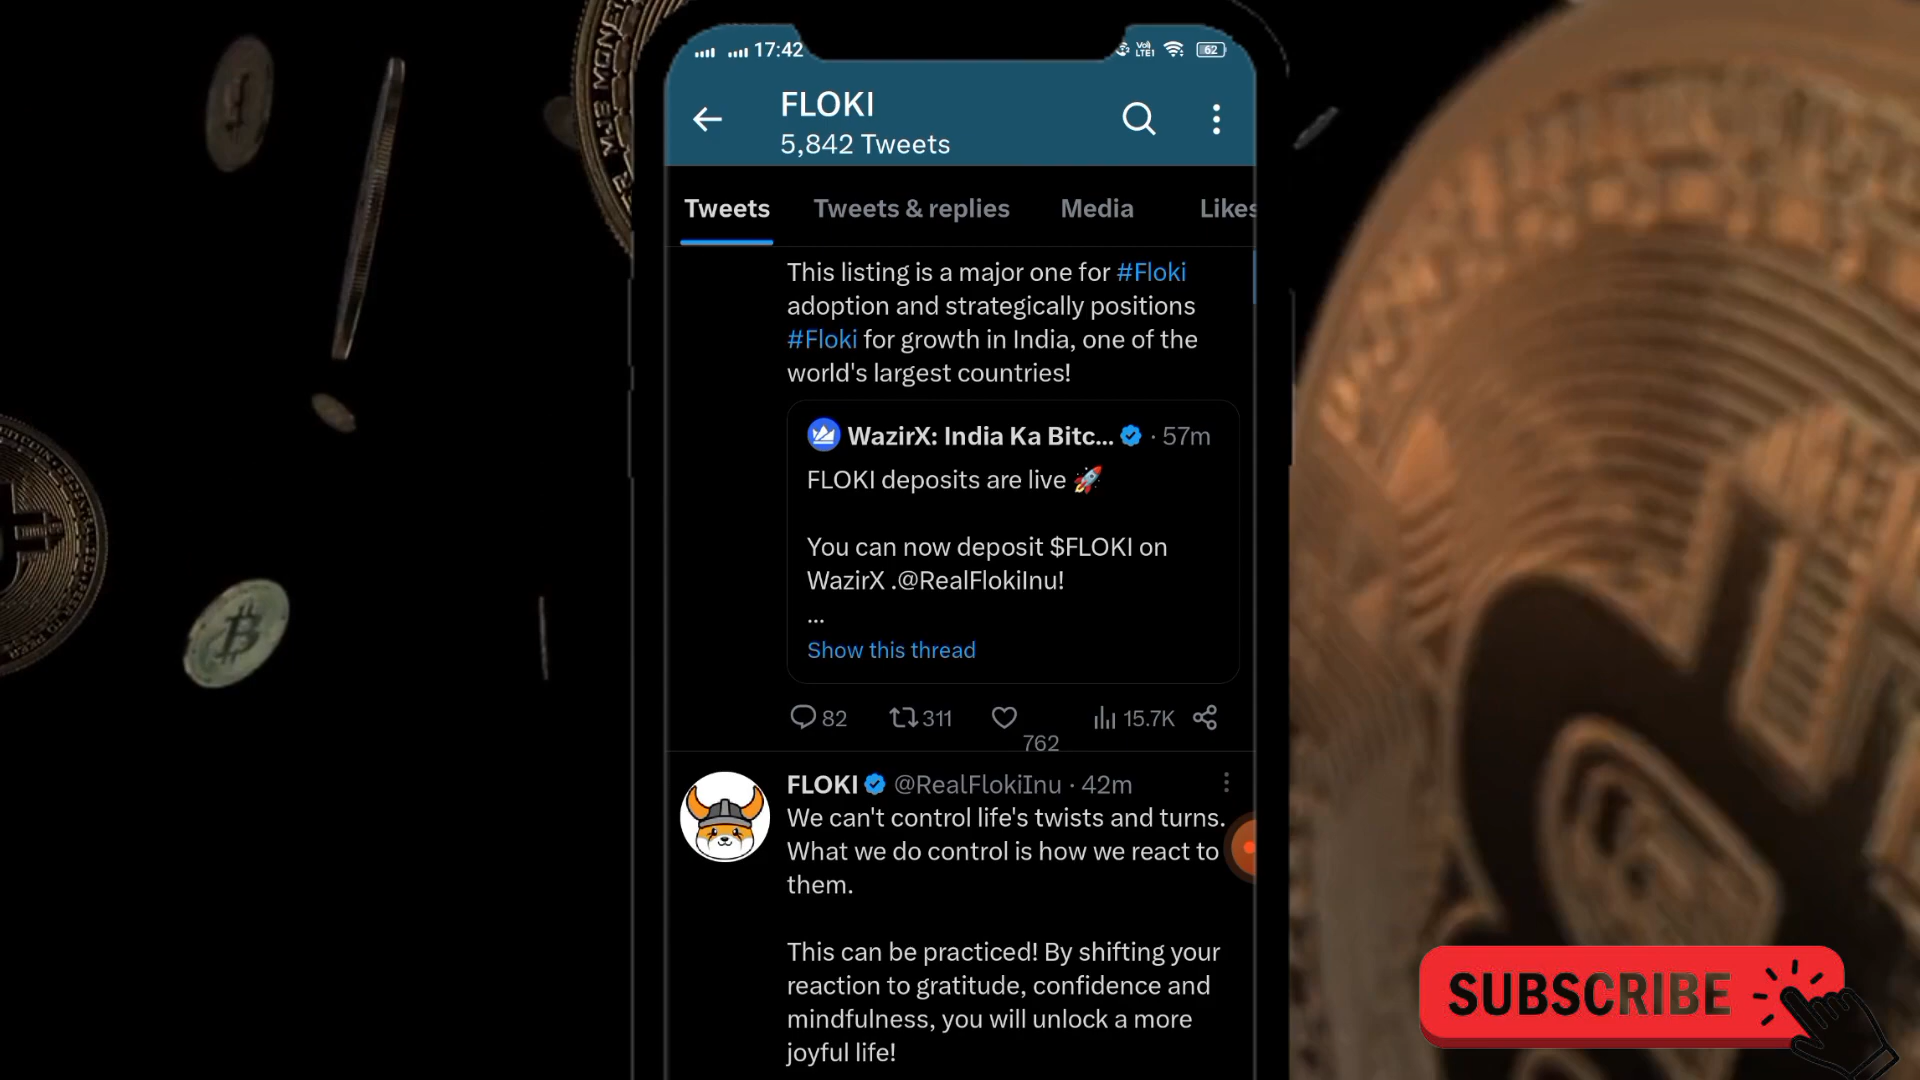 17:42
Vo) LTE1
62
FLOKI
5,842 Tweets
Tweets
Tweets & replies
Media
Likes
This listing is a major one for #Floki
adoption and strategically positions
#Floki for growth in India, one of the
world's largest countries!
WazirX: India Ka Bitc... · 57m
FLOKI deposits are live 🚀
You can now deposit $FLOKI on
WazirX .@RealFlokiInu!
...
Show this thread
82
311
762
15.7K
FLOKI @RealFlokiInu · 42m
We can't control life's twists and turns.
What we do control is how we react to
them.
This can be practiced! By shifting your
reaction to gratitude, confidence and
mindfulness, you will unlock a more
joyful life!
SUBSCRIBE